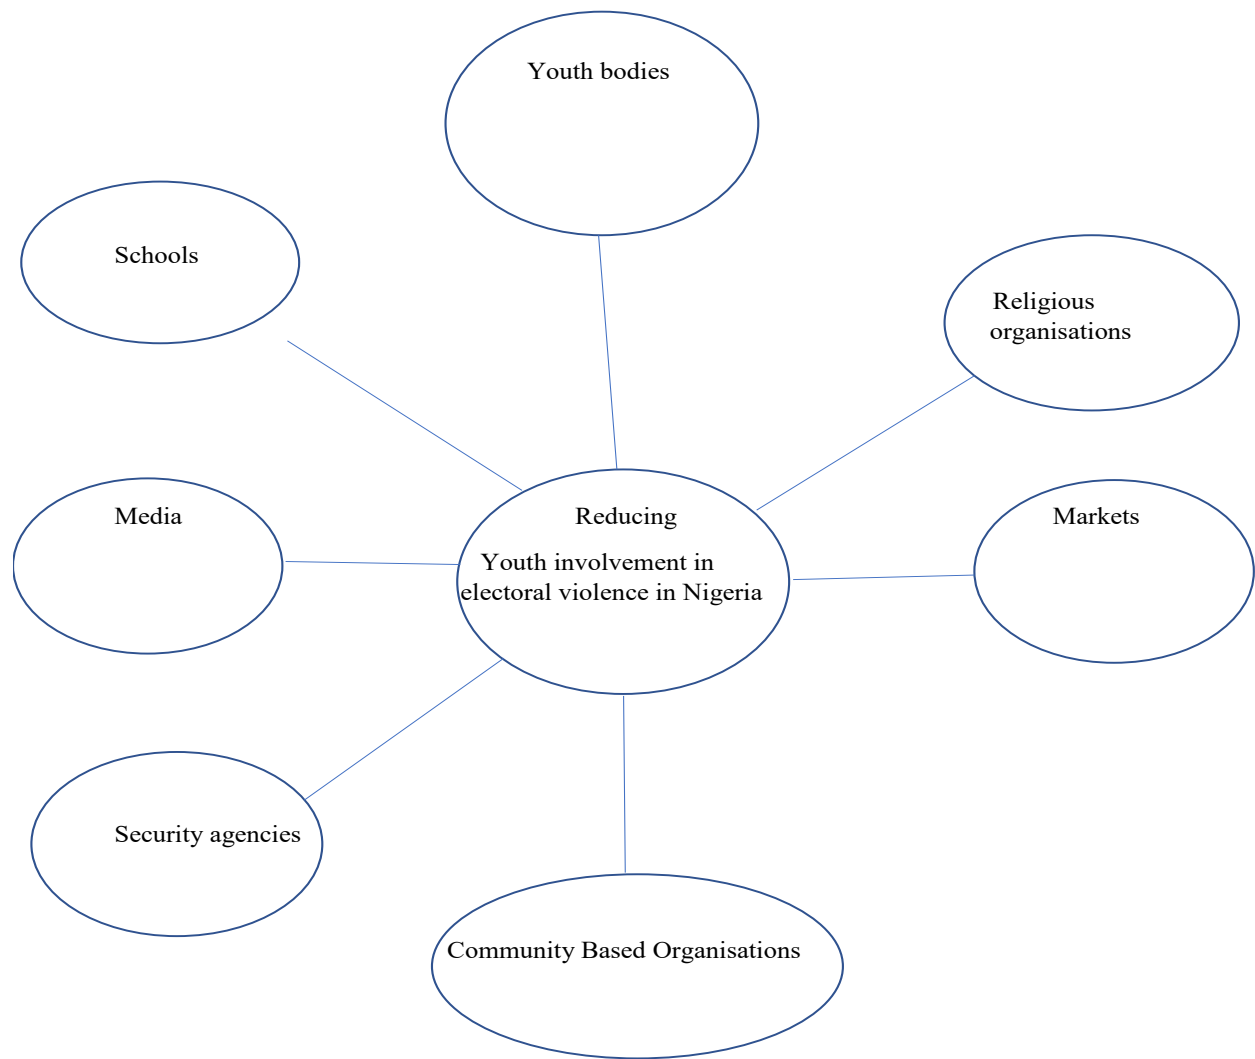 Youth bodies
Schools
Religious
organisations
Media
Reducing
Youth involvement in
electoral violence in Nigeria
Markets
Security agencies
Community Based Organisations